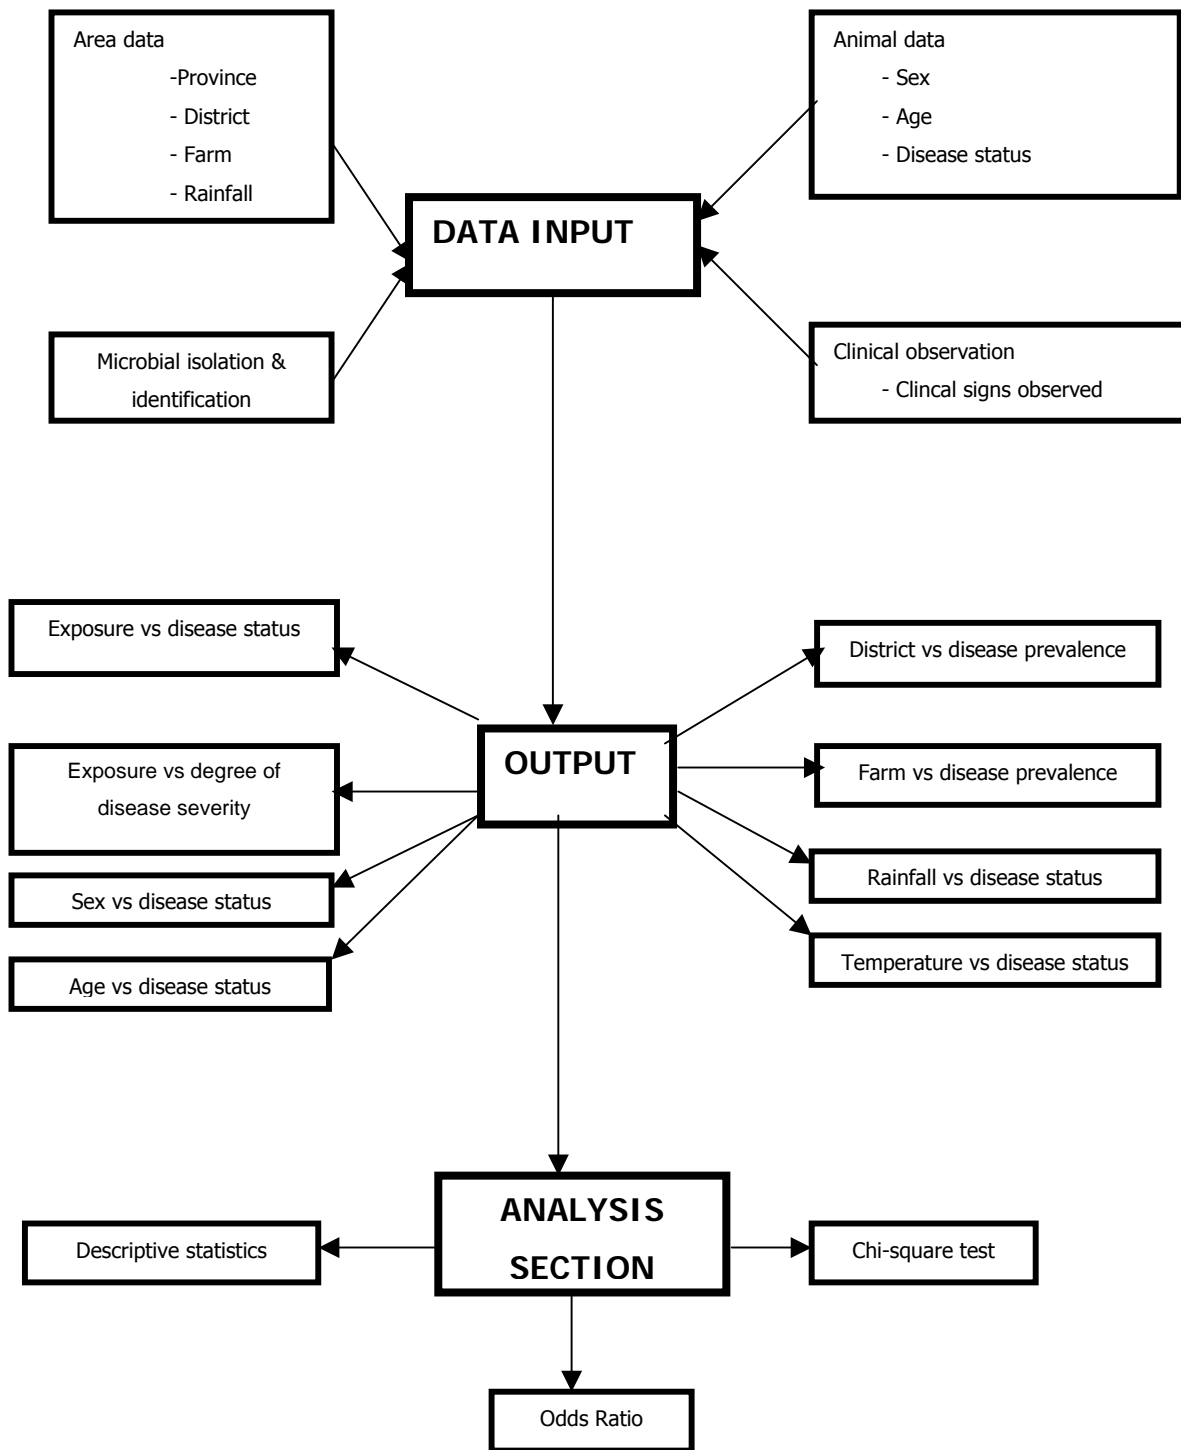 Area data
-Province
- District
- Farm
- Rainfall
Animal data
- Sex
- Age
- Disease status
DATA INPUT
Microbial isolation &
identification
Clinical observation
- Clincal signs observed
Exposure vs disease status
District vs disease prevalence
OUTPUT
Exposure vs degree of
disease severity
Farm vs disease prevalence
Sex vs disease status
Rainfall vs disease status
Age vs disease status
Temperature vs disease status
ANALYSIS
SECTION
Descriptive statistics
Chi-square test
Odds Ratio